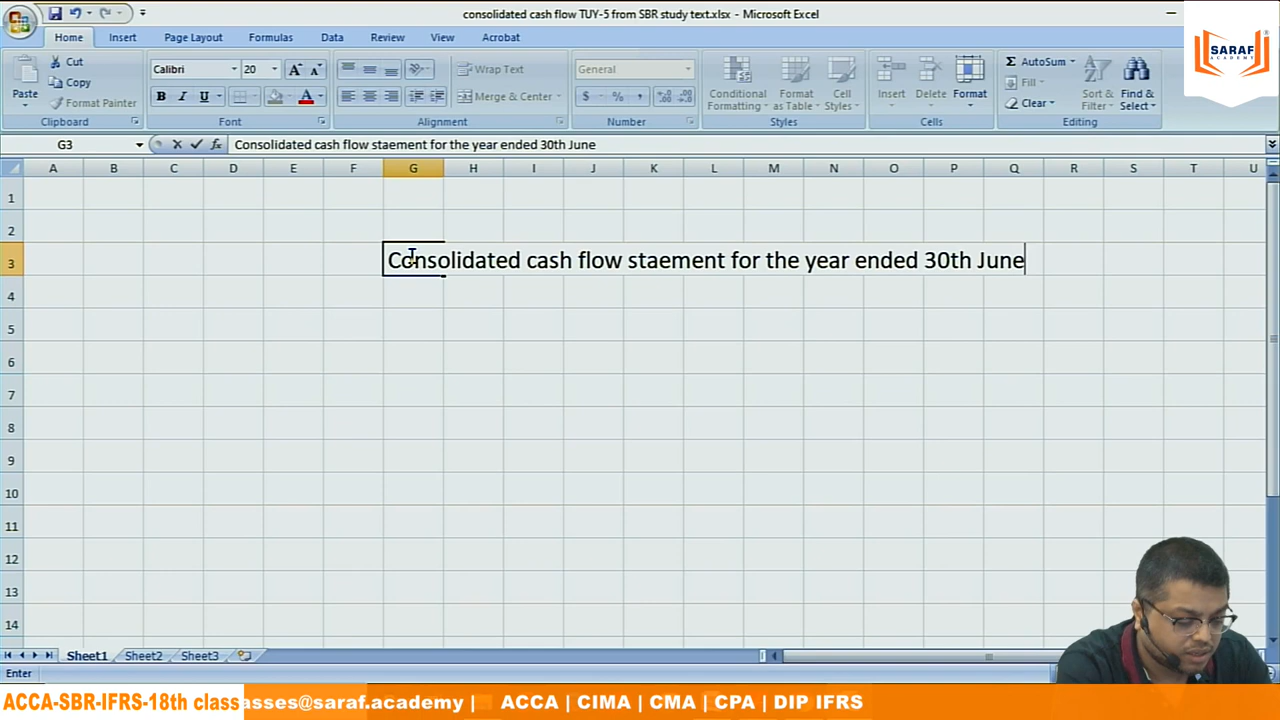 consolidated cash flow TUY-5 from SBR study text.xlsx - Microsoft Excel
SARAF
ACADEMY
Home Insert Page Layout Formulas Data Review View Acrobat
Paste
Cut
Copy
Format Painter
Clipboard
Calibri 20
B I U
Font
Wrap Text
Merge & Center
Alignment
General
$ % ,
Number
Conditional Formatting
Format as Table
Cell Styles
Styles
Insert Delete Format
Cells
Σ AutoSum
Fill
Clear
Sort & Filter
Find & Select
Editing
G3 fx Consolidated cash flow staement for the year ended 30th June
A B C D E F G H I J K L M N O P Q R S T U
1
2
3 Consolidated cash flow staement for the year ended 30th June
4
5
6
7
8
9
10
11
12
13
14
Sheet1 Sheet2 Sheet3
Enter
ACCA-SBR-IFRS-18th class asses@saraf.academy | ACCA | CIMA | CMA | CPA | DIP IFRS